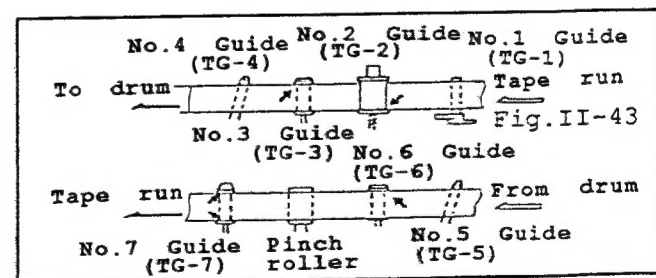 No.4 Guide
(TG-4)
No.2 Guide
(TG-2)
No.1 Guide
(TG-1)
To drum
Tape run
Fig.II-43
No.3 Guide
(TG-3)
No.6 Guide
(TG-6)
Tape run
From drum
No.7 Guide
(TG-7)
Pinch
roller
No.5 Guide
(TG-5)